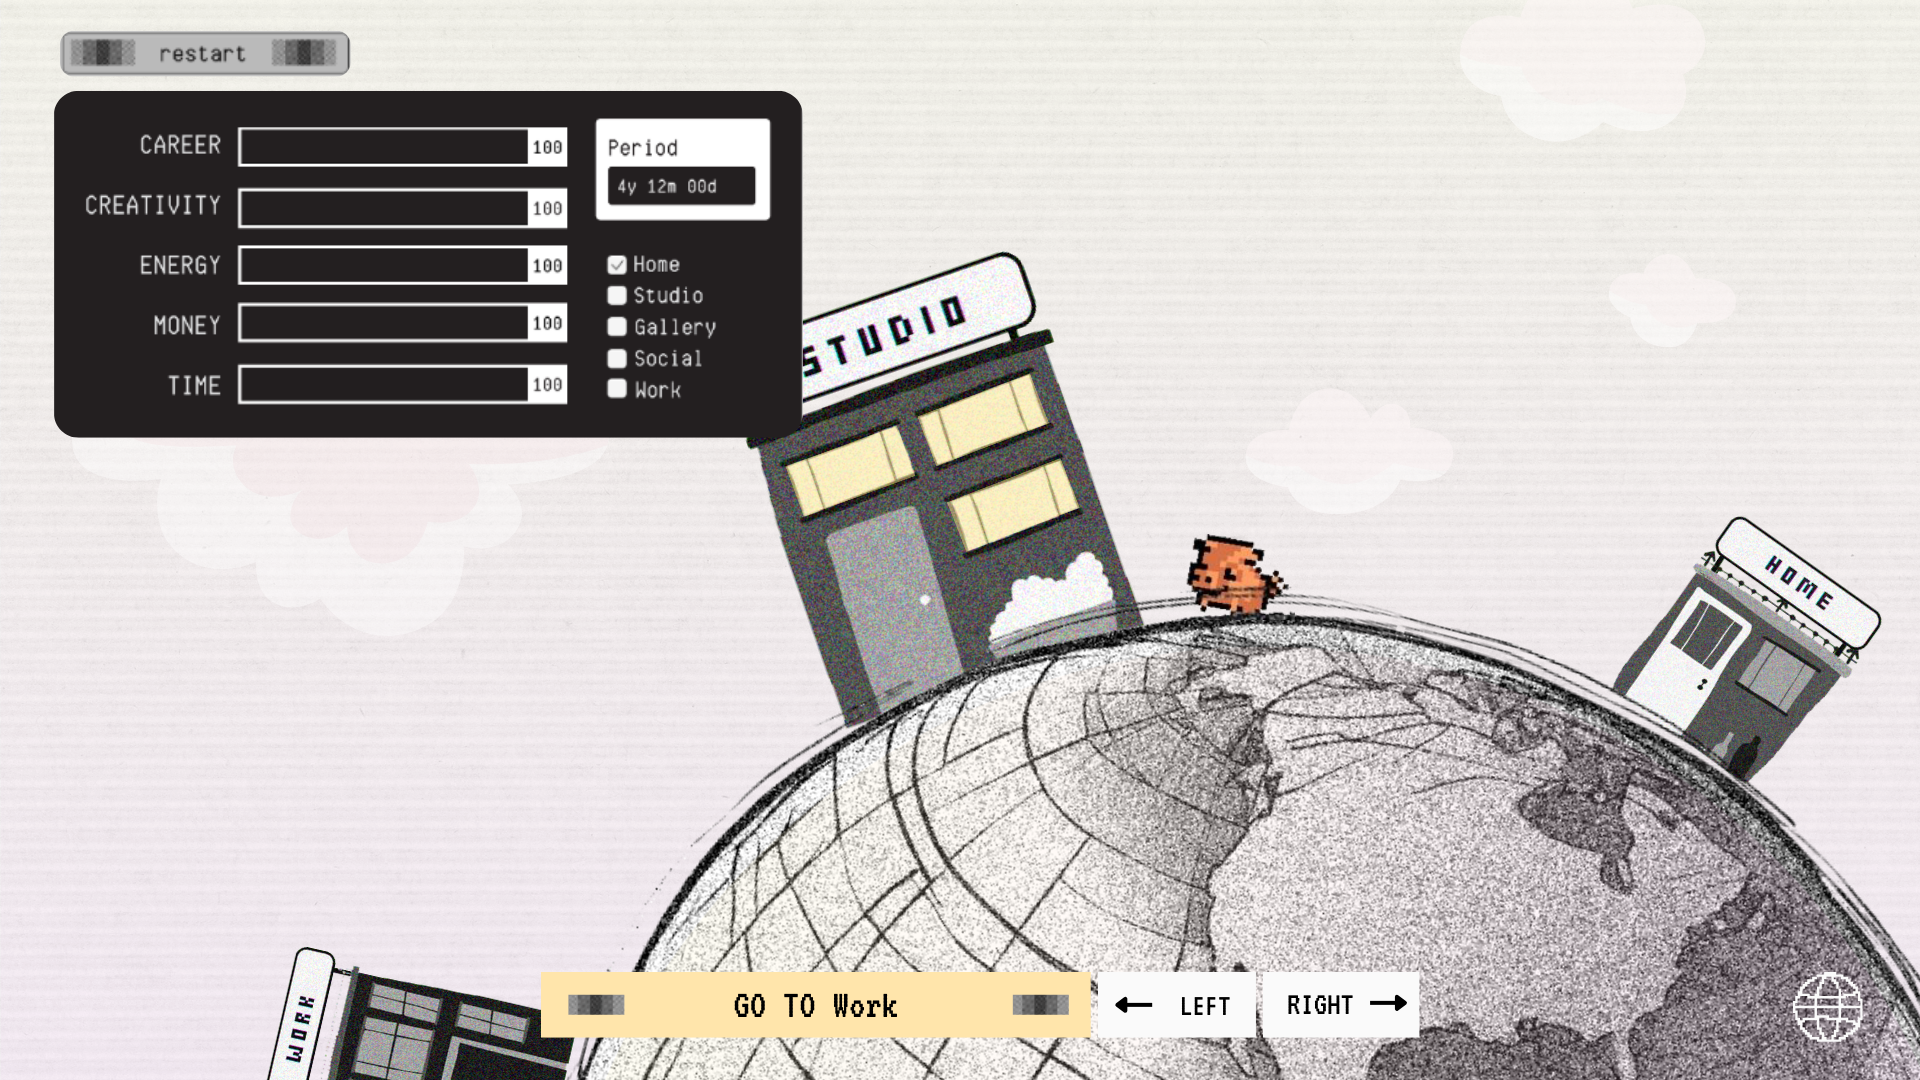 restart
CAREER 100
CREATIVITY 100
ENERGY 100
MONEY 100
TIME 100
Period
4y 12m 00d
Home
Studio
Gallery
Social
Work
STUDIO
HOME
WORK
GO TO Work
LEFT
RIGHT